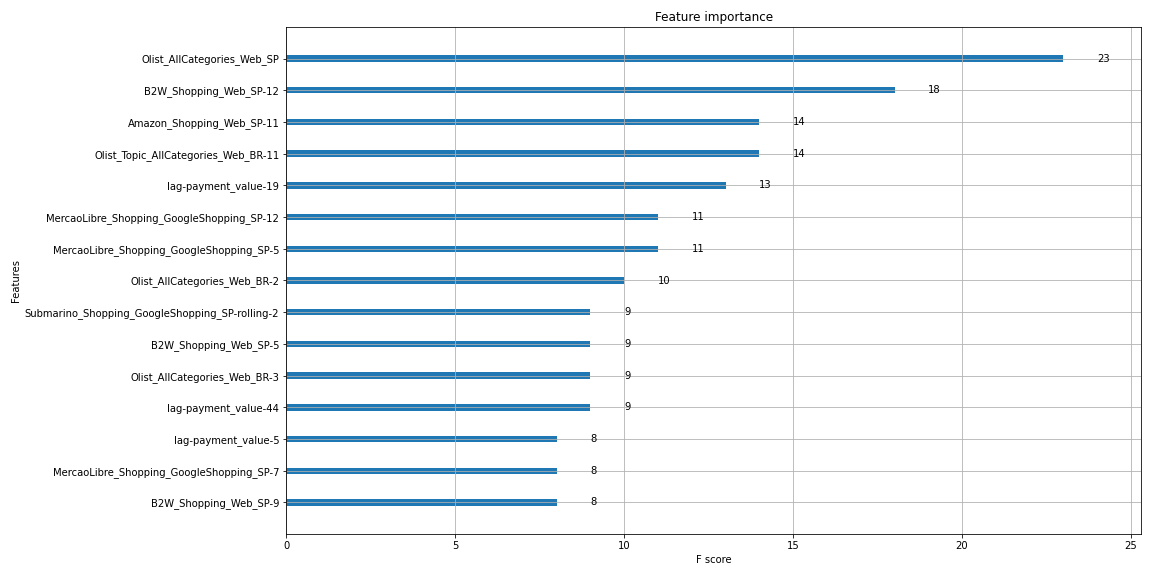 Feature importance
Features
Olist_AllCategories_Web_SP 23
B2W_Shopping_Web_SP-12 18
Amazon_Shopping_Web_SP-11 14
Olist_Topic_AllCategories_Web_BR-11 14
lag-payment_value-19 13
MercaoLibre_Shopping_GoogleShopping_SP-12 11
MercaoLibre_Shopping_GoogleShopping_SP-5 11
Olist_AllCategories_Web_BR-2 10
Submarino_Shopping_GoogleShopping_SP-rolling-2 9
B2W_Shopping_Web_SP-5 9
Olist_AllCategories_Web_BR-3 9
lag-payment_value-44 9
lag-payment_value-5 8
MercaoLibre_Shopping_GoogleShopping_SP-7 8
B2W_Shopping_Web_SP-9 8
0 5 10 15 20 25
F score